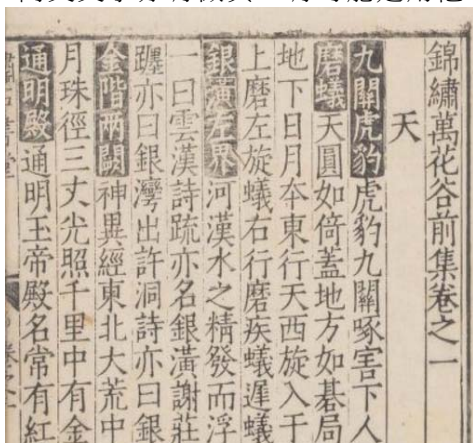 錦繡萬花谷前集卷之一
天
九關虎豹虎豹九關啄害下人
磨蟻天圓如倚蓋地方如棊局
地下日月夲東行天西旋入于
上磨左旋蟻右行磨疾蟻遲蟻
銀潢左界河漢水之精發而浮
一曰雲漢詩疏亦名銀潢謝莊
躔亦曰銀灣出許洞詩亦曰銀
金階兩闕神異經東北大荒中
月珠徑三丈光照千里中有金
通明殿通明玉帝殿名常有紅